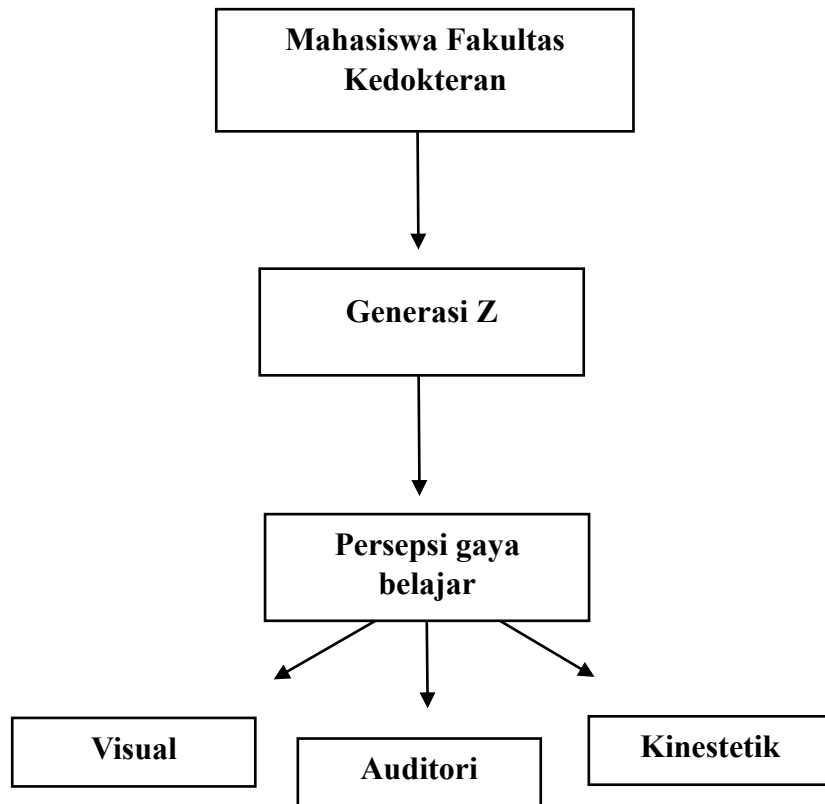 Mahasiswa Fakultas
Kedokteran
Generasi Z
Persepsi gaya
belajar
Visual
Auditori
Kinestetik